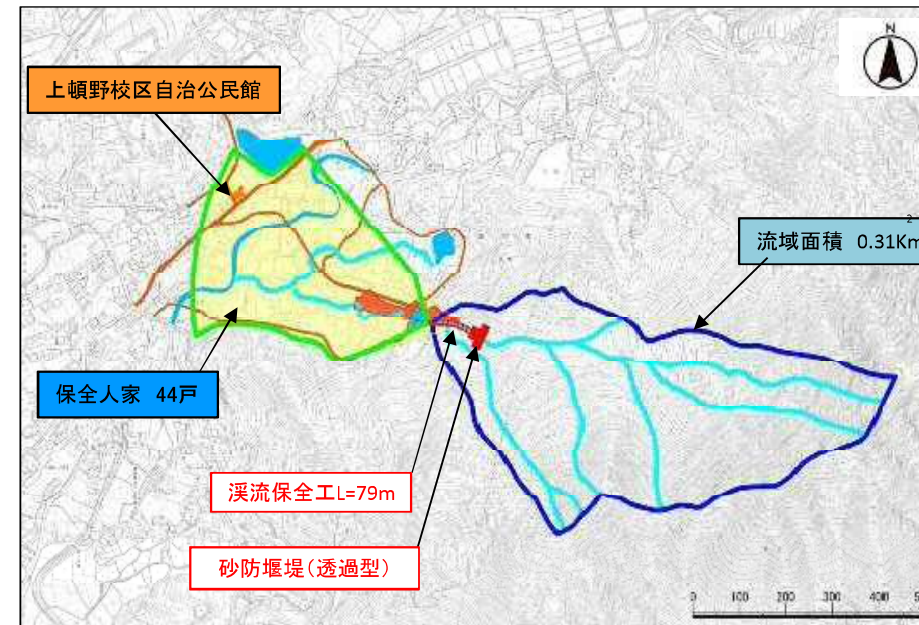 N
上頓野校区自治公民館
流域面積 0.31Km2
保全人家 44戸
渓流保全工L=79m
砂防堰堤(透過型)
0 100 200 300 400 5